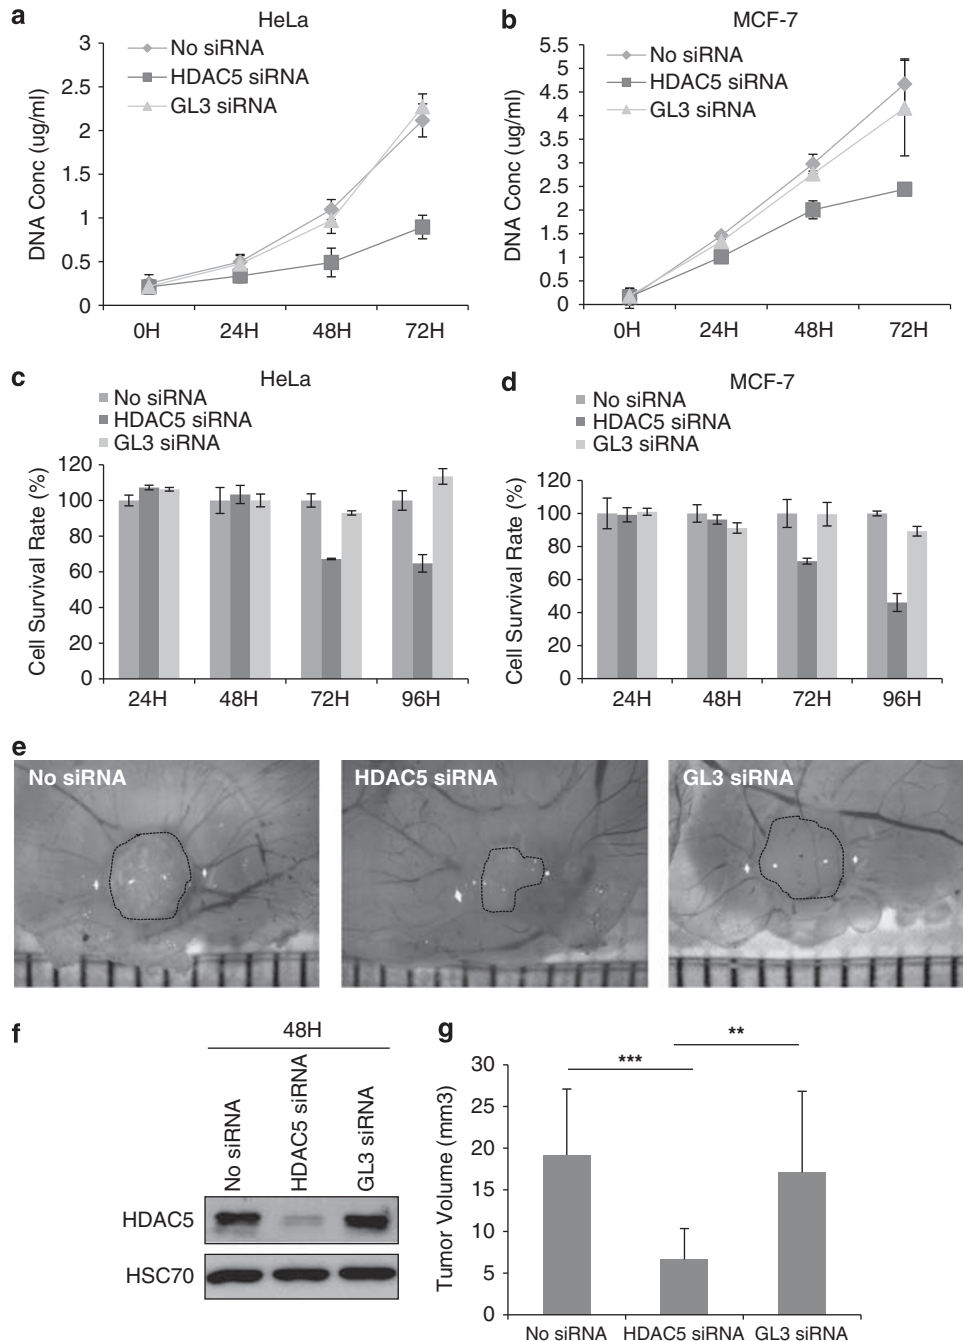 a
HeLa
No siRNA
HDAC5 siRNA
GL3 siRNA
DNA Conc (ug/ml)
3
2.5
2
1.5
1
0.5
0
0H 24H 48H 72H
b
MCF-7
No siRNA
HDAC5 siRNA
GL3 siRNA
DNA Conc (ug/ml)
5.5
5
4.5
4
3.5
3
2.5
2
1.5
1
0.5
0
0H 24H 48H 72H
c
HeLa
No siRNA
HDAC5 siRNA
GL3 siRNA
Cell Survival Rate (%)
120
100
80
60
40
20
0
24H 48H 72H 96H
d
MCF-7
No siRNA
HDAC5 siRNA
GL3 siRNA
Cell Survival Rate (%)
120
100
80
60
40
20
0
24H 48H 72H 96H
e
No siRNA
HDAC5 siRNA
GL3 siRNA
f
48H
No siRNA
HDAC5 siRNA
GL3 siRNA
HDAC5
HSC70
g
**
***
Tumor Volume (mm3)
30
25
20
15
10
5
0
No siRNA HDAC5 siRNA GL3 siRNA